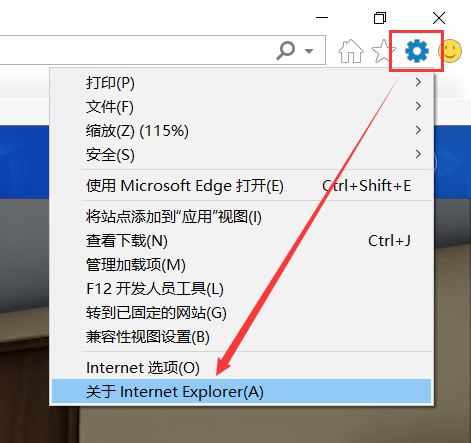 打印(P)
文件(F)
缩放(Z) (115%)
安全(S)
使用 Microsoft Edge 打开(E) Ctrl+Shift+E
将站点添加到“应用”视图(I)
查看下载(N) Ctrl+J
管理加载项(M)
F12 开发人员工具(L)
转到已固定的网站(G)
兼容性视图设置(B)
Internet 选项(O)
关于 Internet Explorer(A)